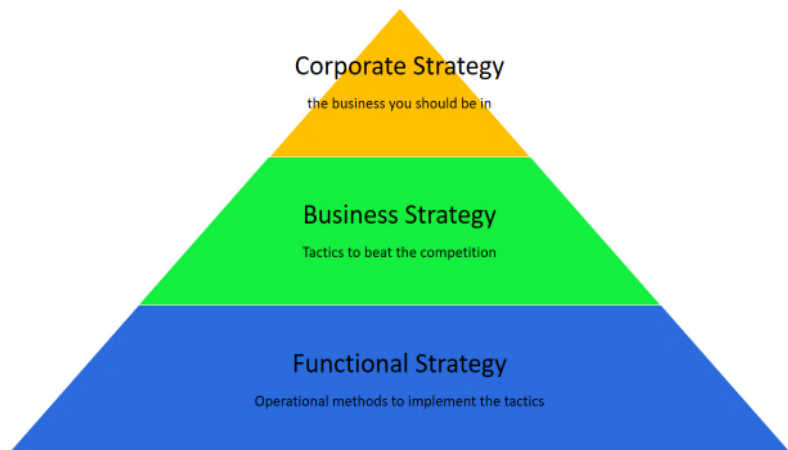 Corporate Strategy
the business you should be in
Business Strategy
Tactics to beat the competition
Functional Strategy
Operational methods to implement the tactics